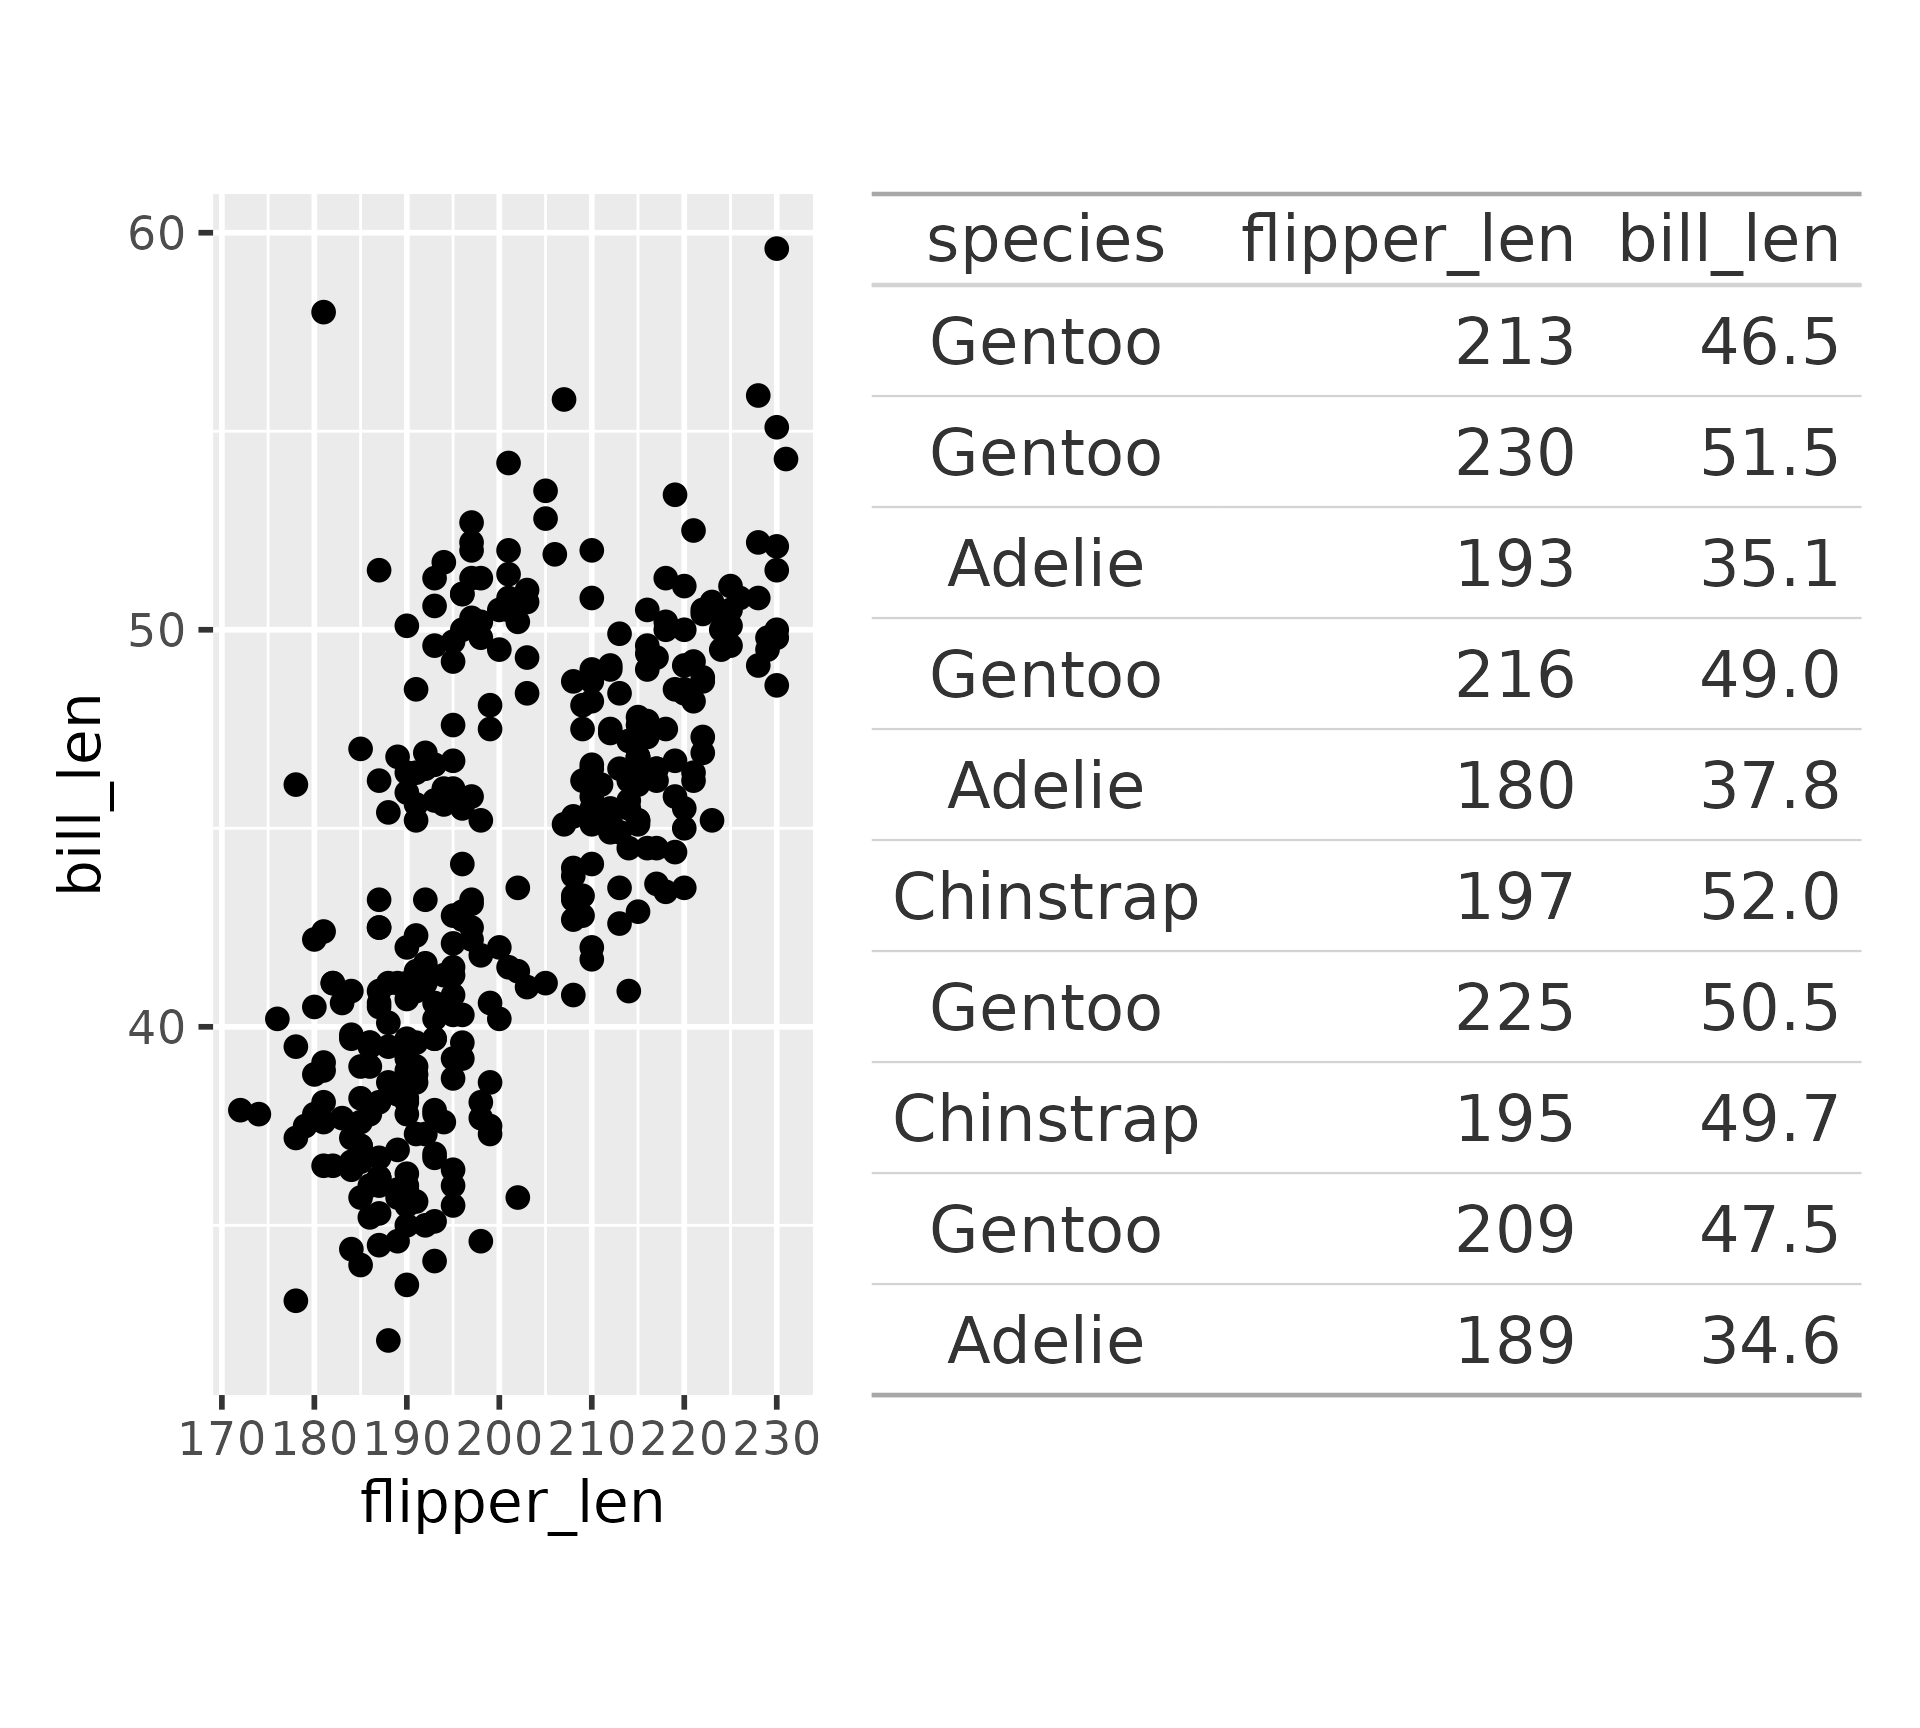 60
50
40
bill_len
170 180 190 200 210 220 230
flipper_len
species flipper_len bill_len
Gentoo 213 46.5
Gentoo 230 51.5
Adelie 193 35.1
Gentoo 216 49.0
Adelie 180 37.8
Chinstrap 197 52.0
Gentoo 225 50.5
Chinstrap 195 49.7
Gentoo 209 47.5
Adelie 189 34.6